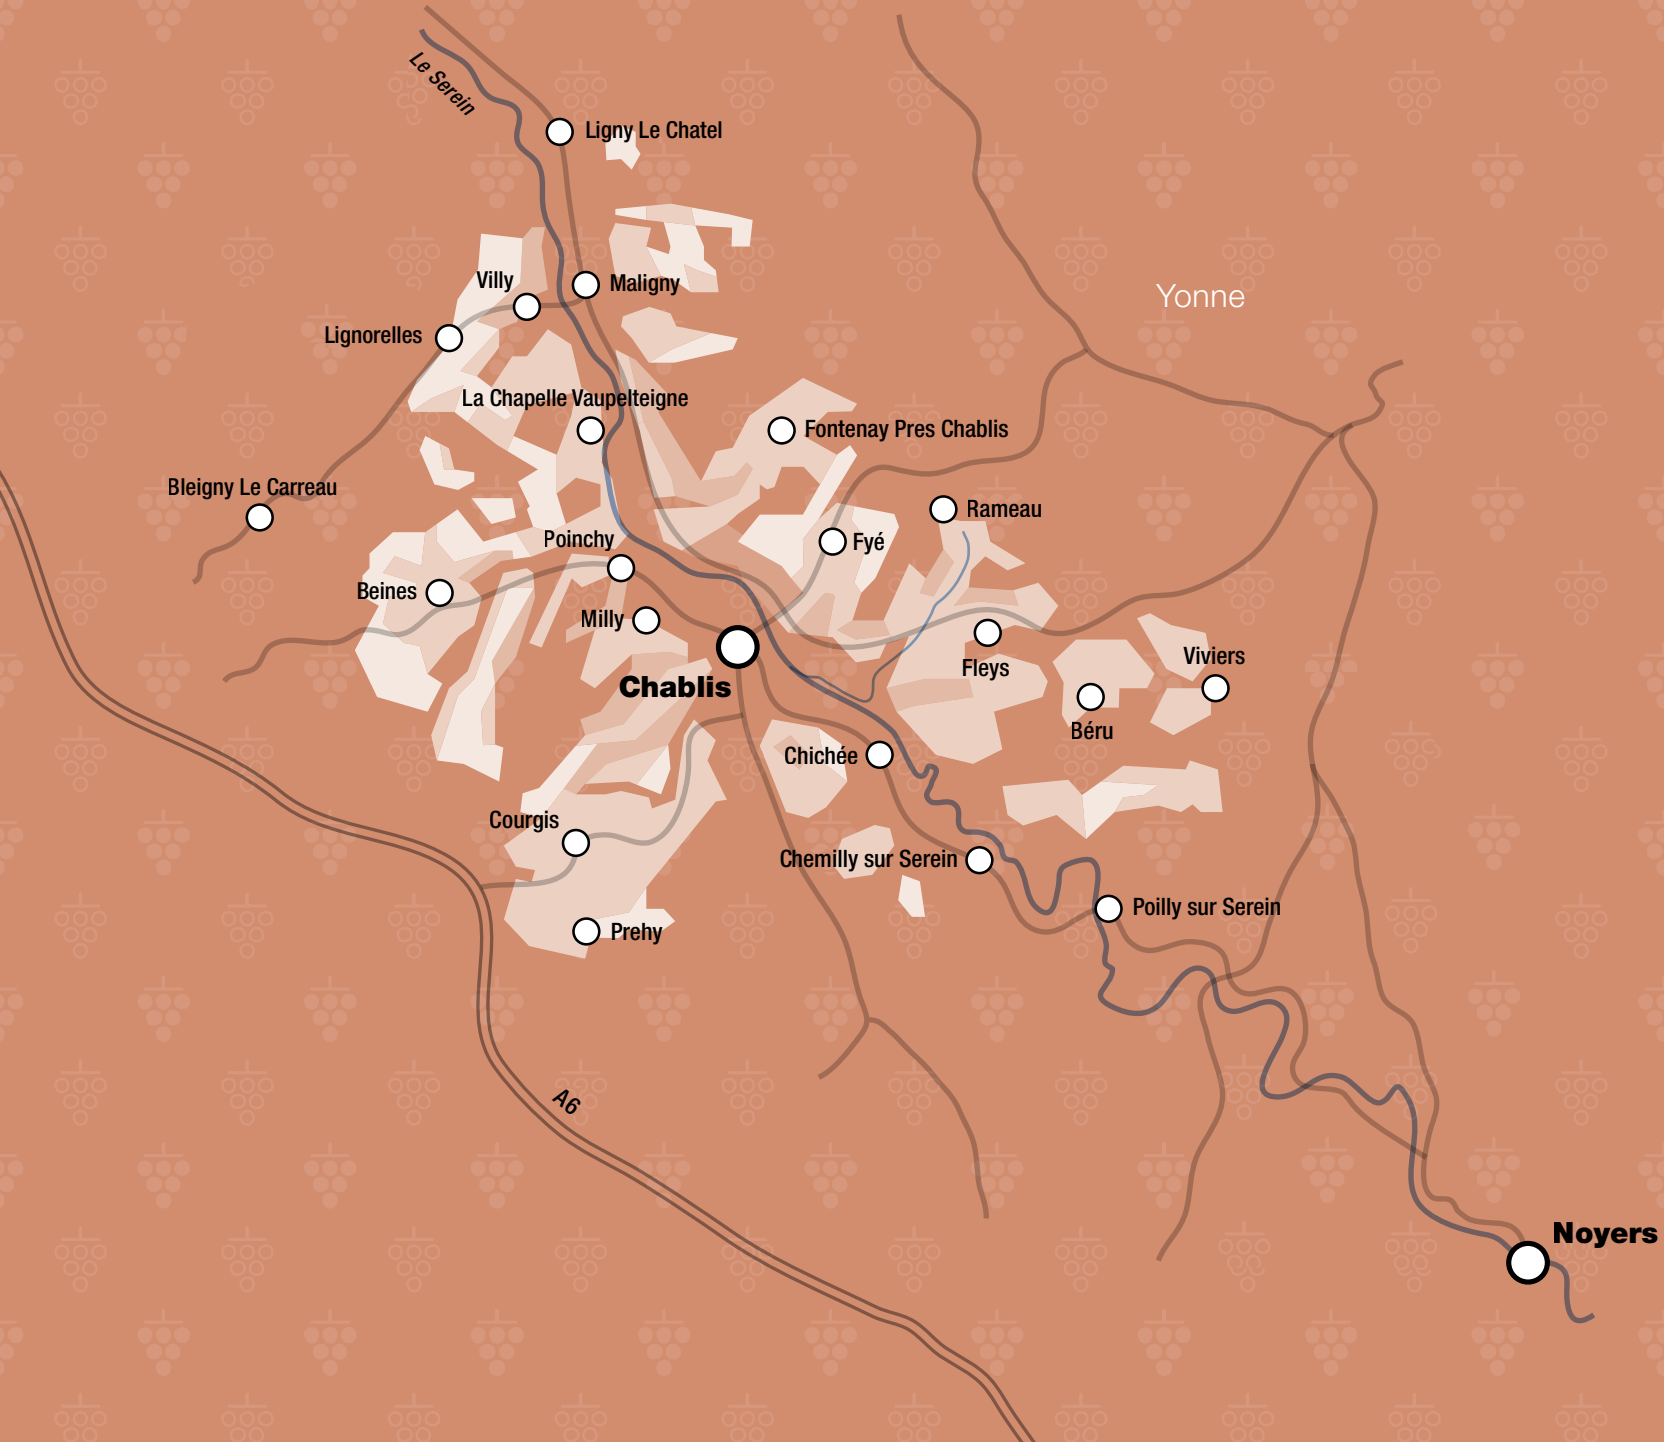 Le Serein
Ligny Le Chatel
Villy
Maligny
Yonne
Lignorelles
La Chapelle Vaupelteigne
Fontenay Pres Chablis
Bleigny Le Carreau
Rameau
Poinchy
Fyé
Beines
Milly
Fleys
Viviers
Chablis
Béru
Chichée
Courgis
Chemilly sur Serein
Poilly sur Serein
Prehy
A6
Noyers